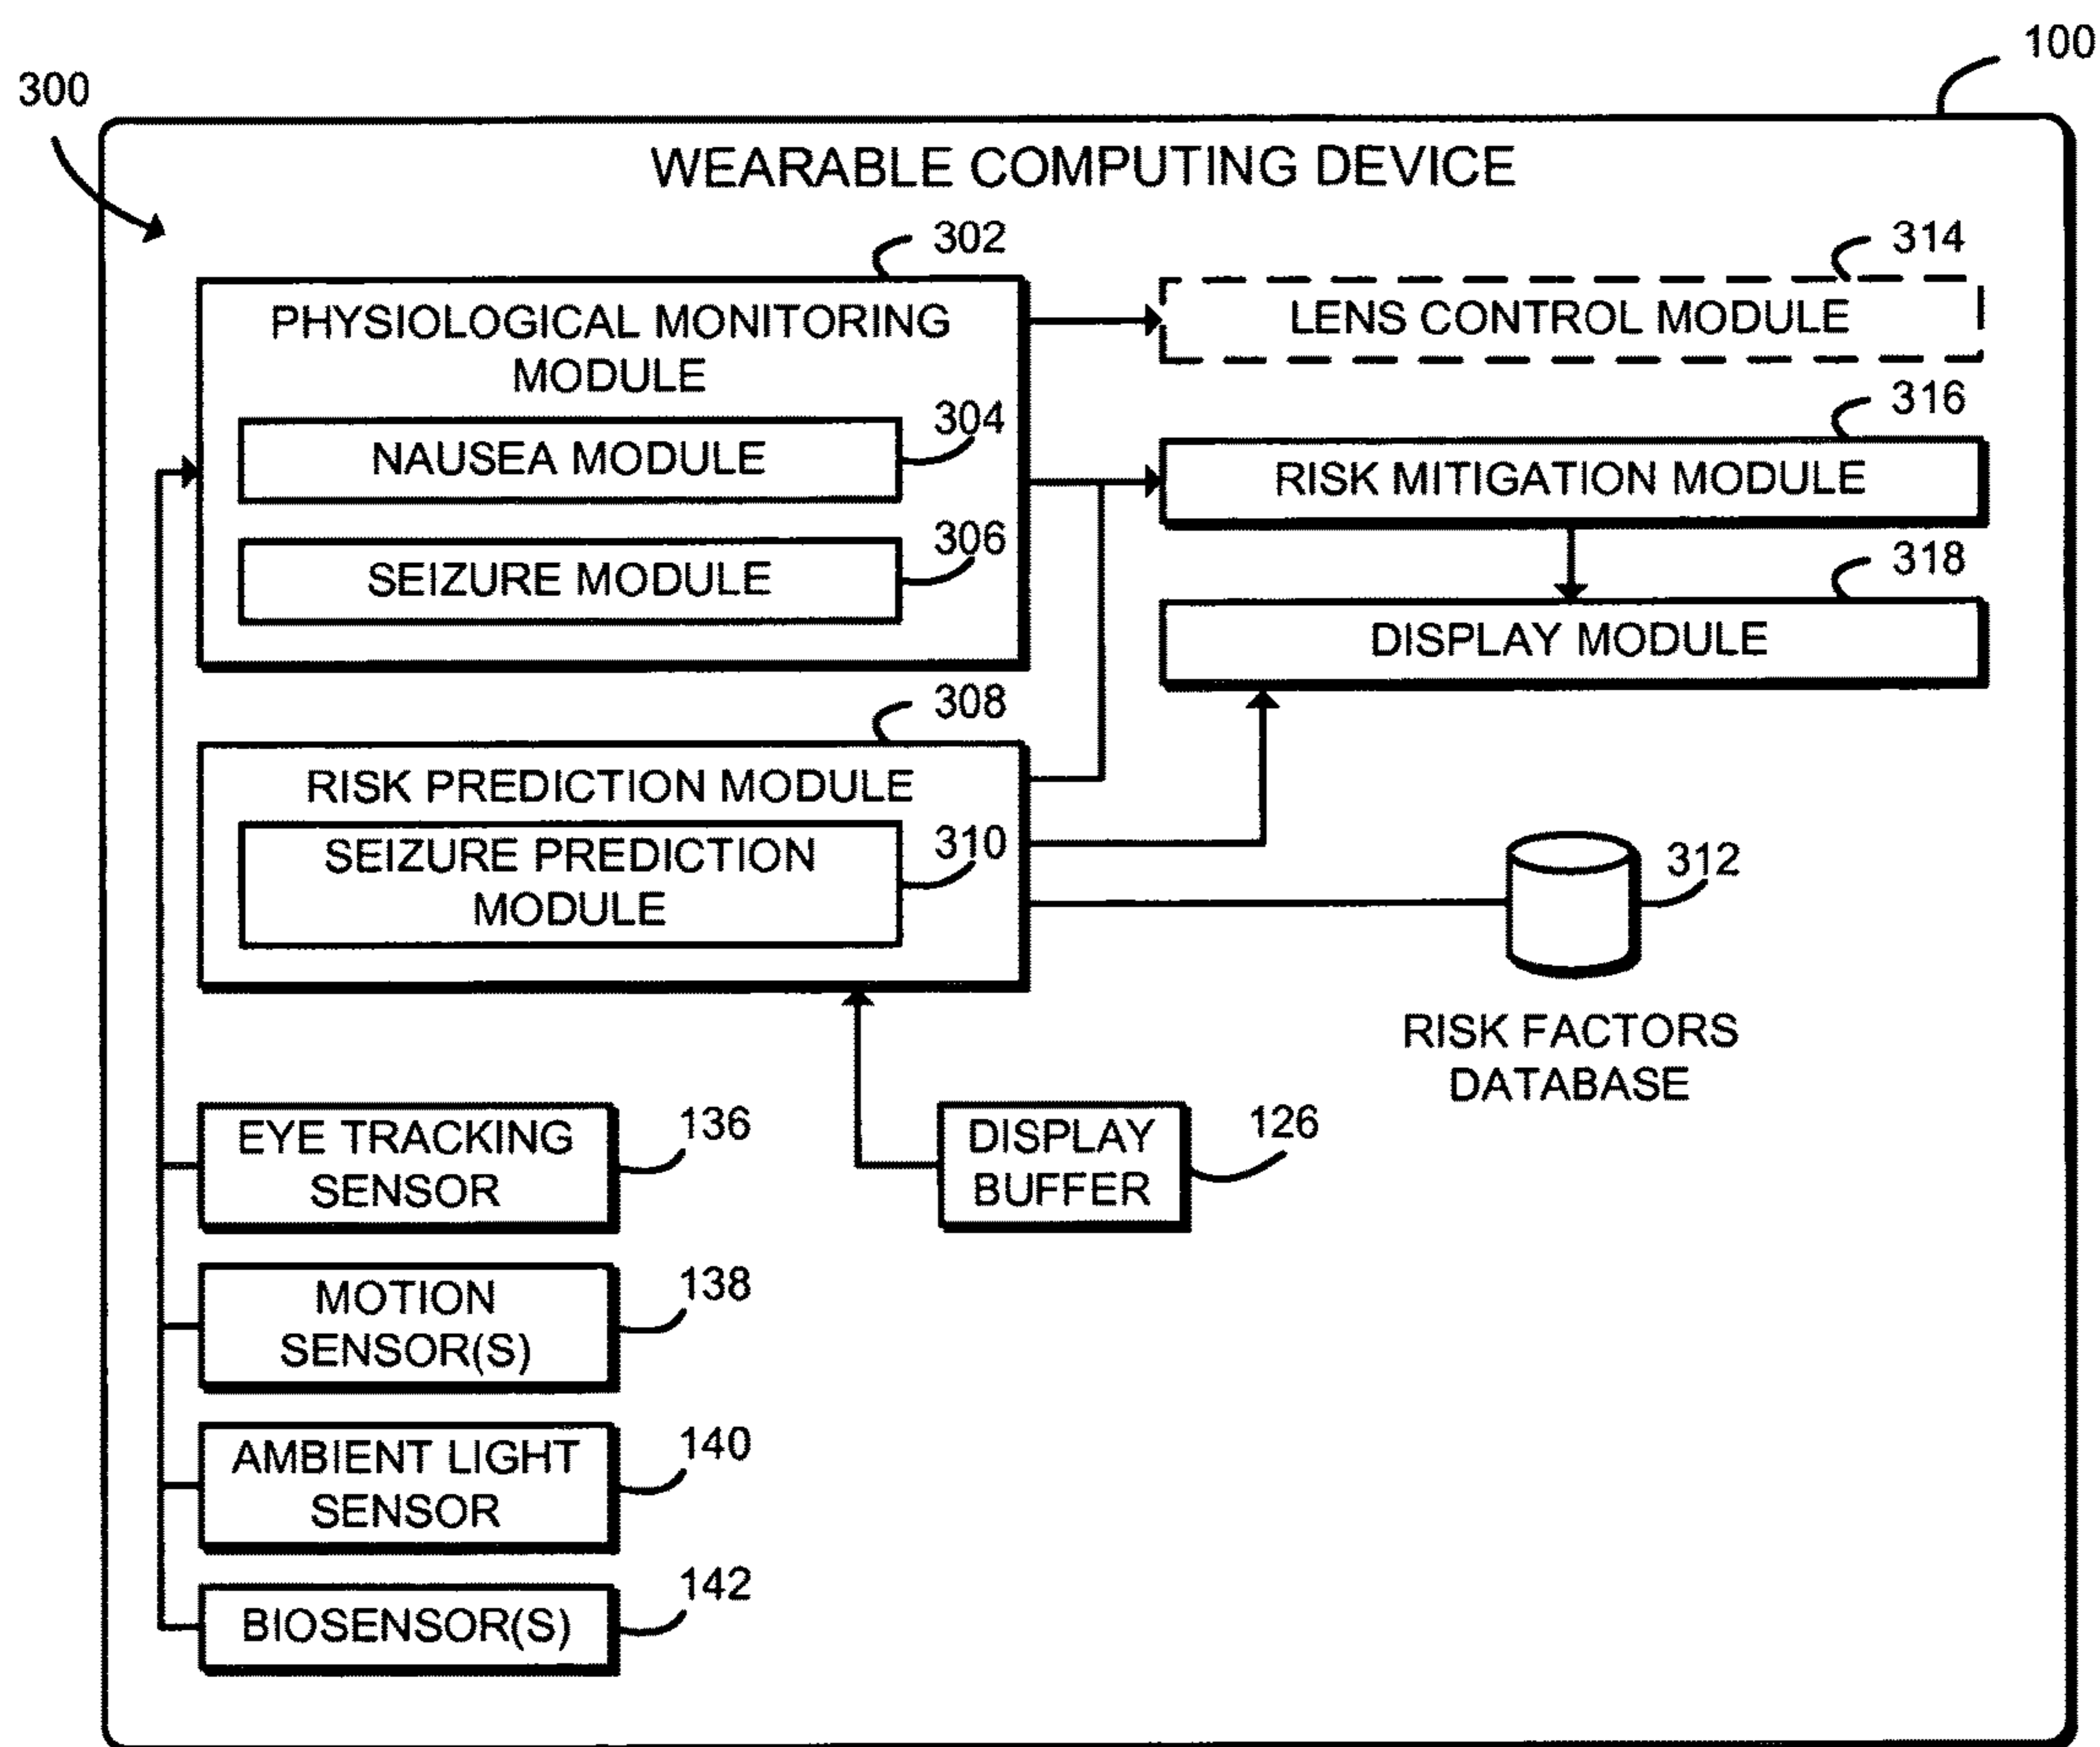 100
300
WEARABLE COMPUTING DEVICE
302
314
PHYSIOLOGICAL MONITORING
MODULE
LENS CONTROL MODULE
316
304
NAUSEA MODULE
RISK MITIGATION MODULE
306
318
SEIZURE MODULE
DISPLAY MODULE
308
RISK PREDICTION MODULE
310
SEIZURE PREDICTION
MODULE
312
RISK FACTORS
DATABASE
EYE TRACKING
SENSOR
136
DISPLAY
BUFFER
126
MOTION
SENSOR(S)
138
AMBIENT LIGHT
SENSOR
140
BIOSENSOR(S)
142